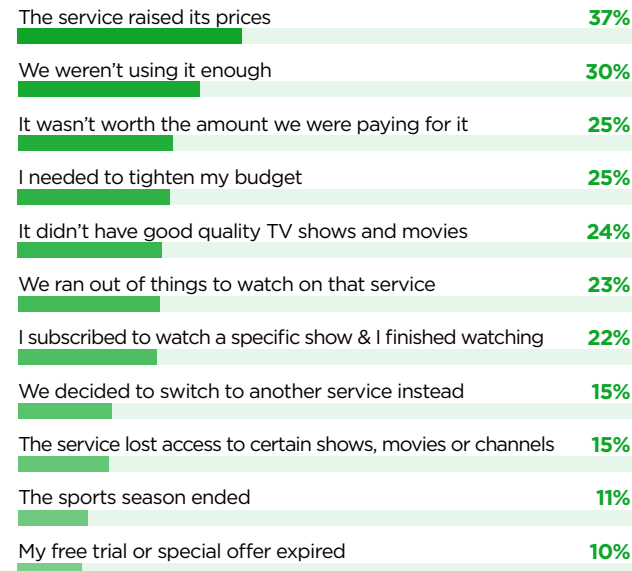 The service raised its prices 37%
We weren’t using it enough 30%
It wasn’t worth the amount we were paying for it 25%
I needed to tighten my budget 25%
It didn’t have good quality TV shows and movies 24%
We ran out of things to watch on that service 23%
I subscribed to watch a specific show & I finished watching 22%
We decided to switch to another service instead 15%
The service lost access to certain shows, movies or channels 15%
The sports season ended 11%
My free trial or special offer expired 10%